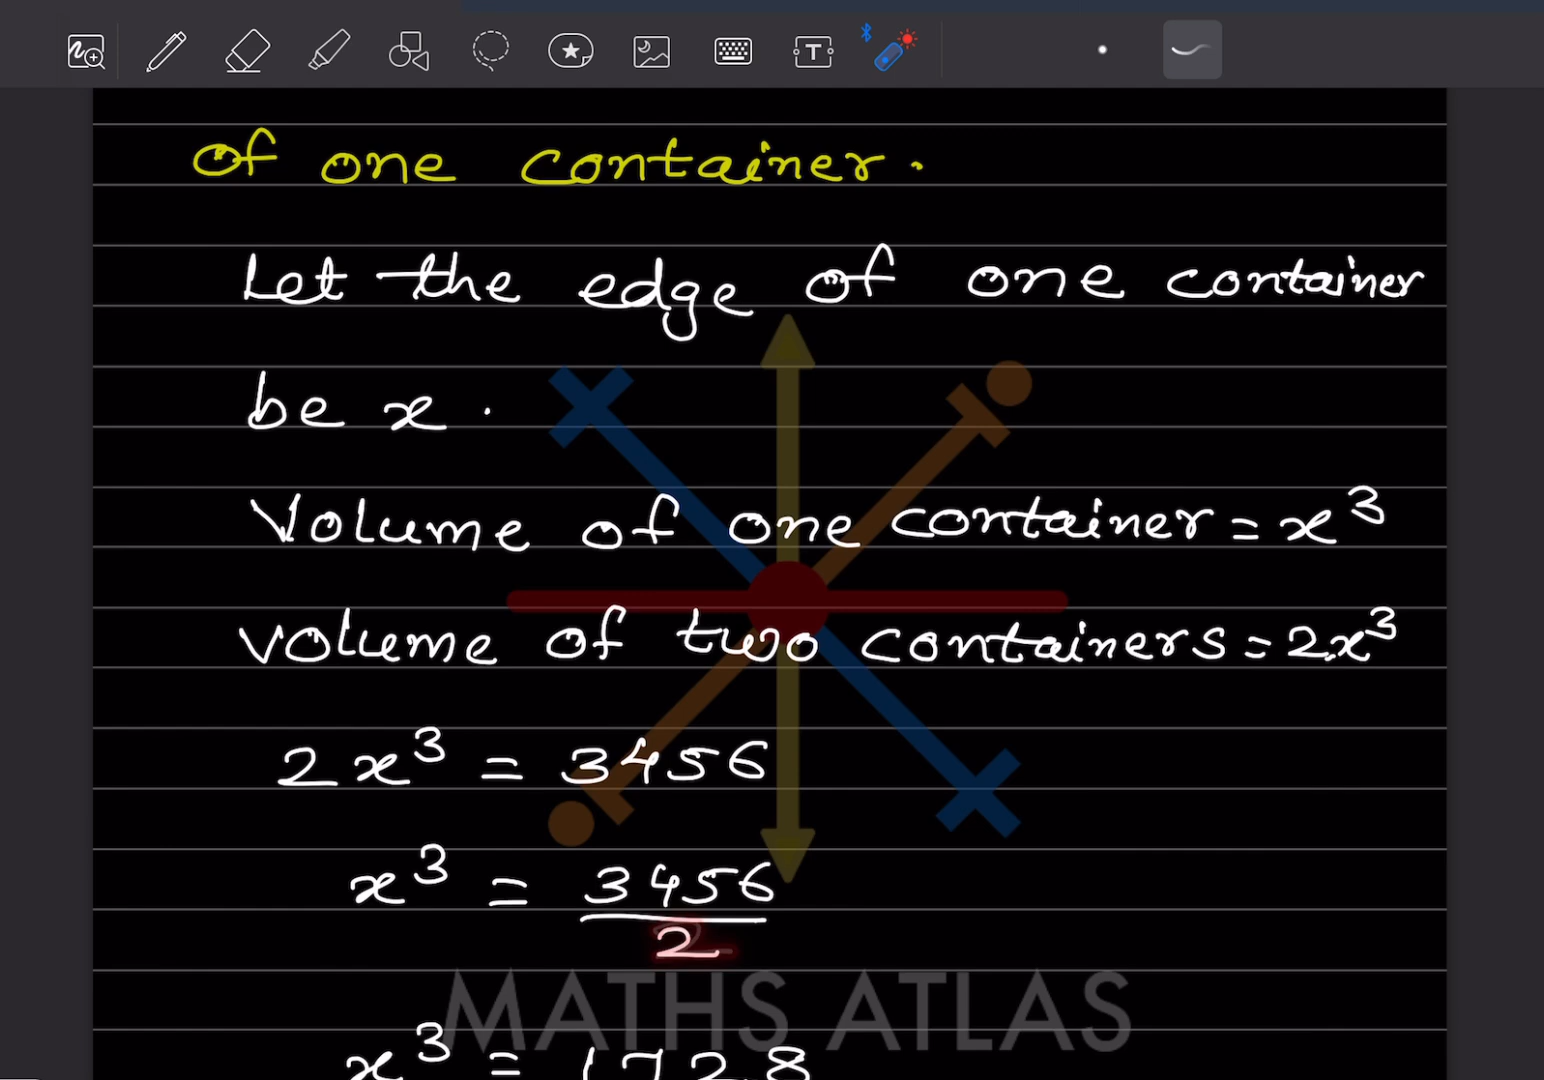 of one container.
Let the edge of one container
be x.
Volume of one container = x³
volume of two containers = 2x³
2x³ = 3456
x³ = 3456/2
MATHS ATLAS
x³ = 1728